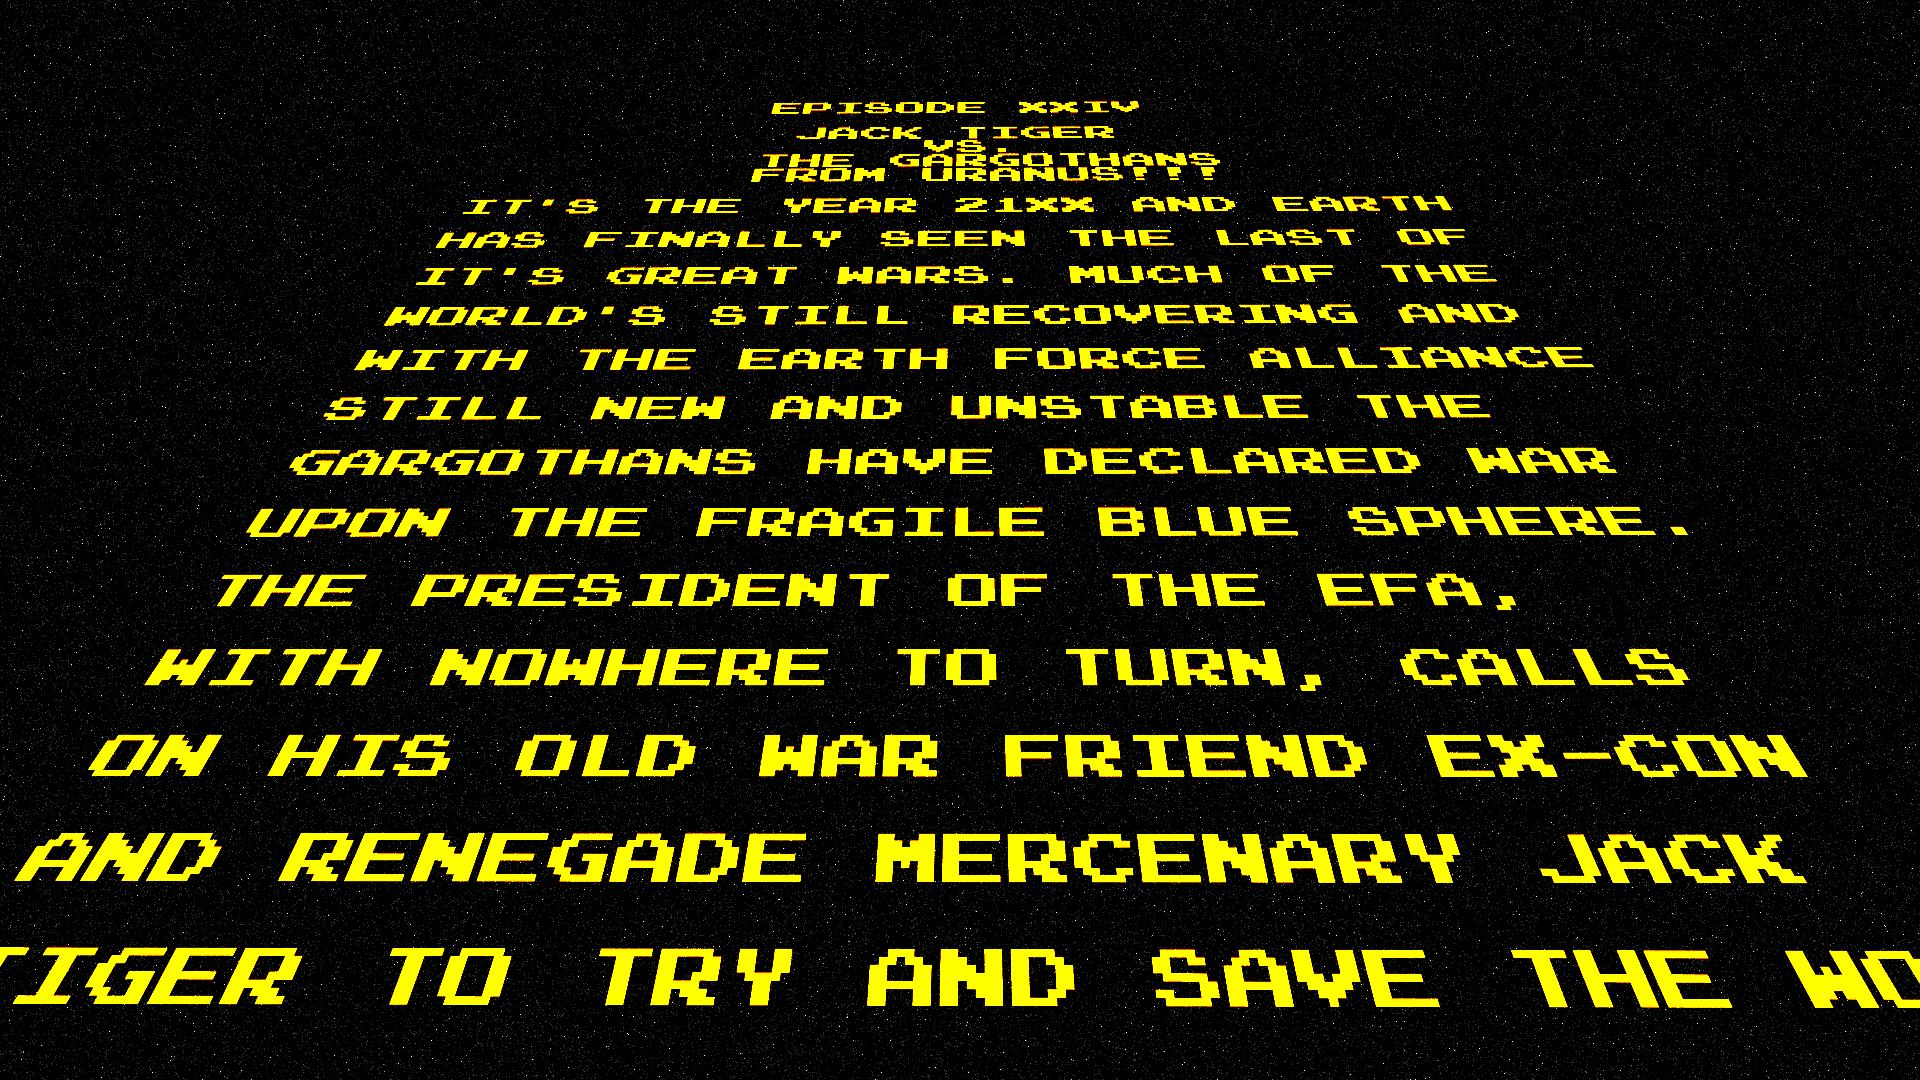 EPISODE XXIV
JACK TIGER
VS.
THE GARGOTHANS
FROM URANUS!!!
IT'S THE YEAR 21XX AND EARTH
HAS FINALLY SEEN THE LAST OF
IT'S GREAT WARS. MUCH OF THE
WORLD'S STILL RECOVERING AND
WITH THE EARTH FORCE ALLIANCE
STILL NEW AND UNSTABLE THE
GARGOTHANS HAVE DECLARED WAR
UPON THE FRAGILE BLUE SPHERE.
THE PRESIDENT OF THE EFA,
WITH NOWHERE TO TURN, CALLS
ON HIS OLD WAR FRIEND EX-CON
AND RENEGADE MERCENARY JACK
TIGER TO TRY AND SAVE THE WO